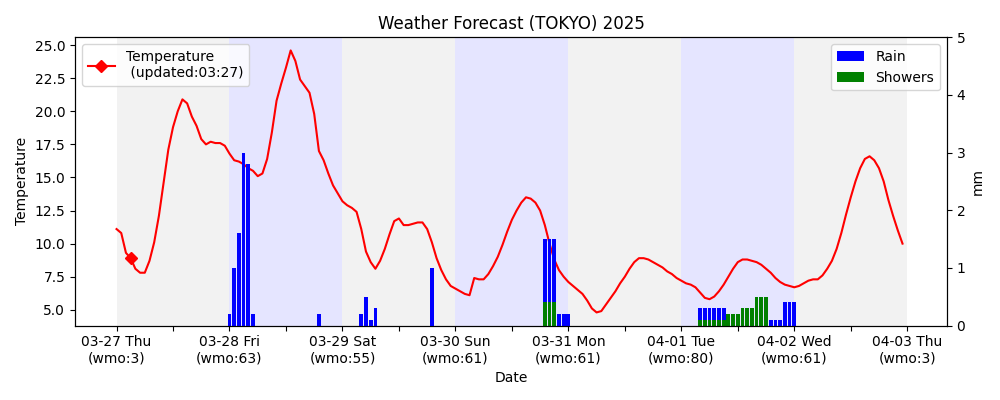 Weather Forecast (TOKYO) 2025
Temperature
(updated:03:27)
Rain
Showers
25.0
22.5
20.0
17.5
15.0
12.5
10.0
7.5
5.0
Temperature
5
4
3
2
1
0
mm
03-27 Thu 03-28 Fri 03-29 Sat 03-30 Sun 03-31 Mon 04-01 Tue 04-02 Wed 04-03 Thu
(wmo:3) (wmo:63) (wmo:55) (wmo:61) (wmo:61) (wmo:80) (wmo:61) (wmo:3)
Date